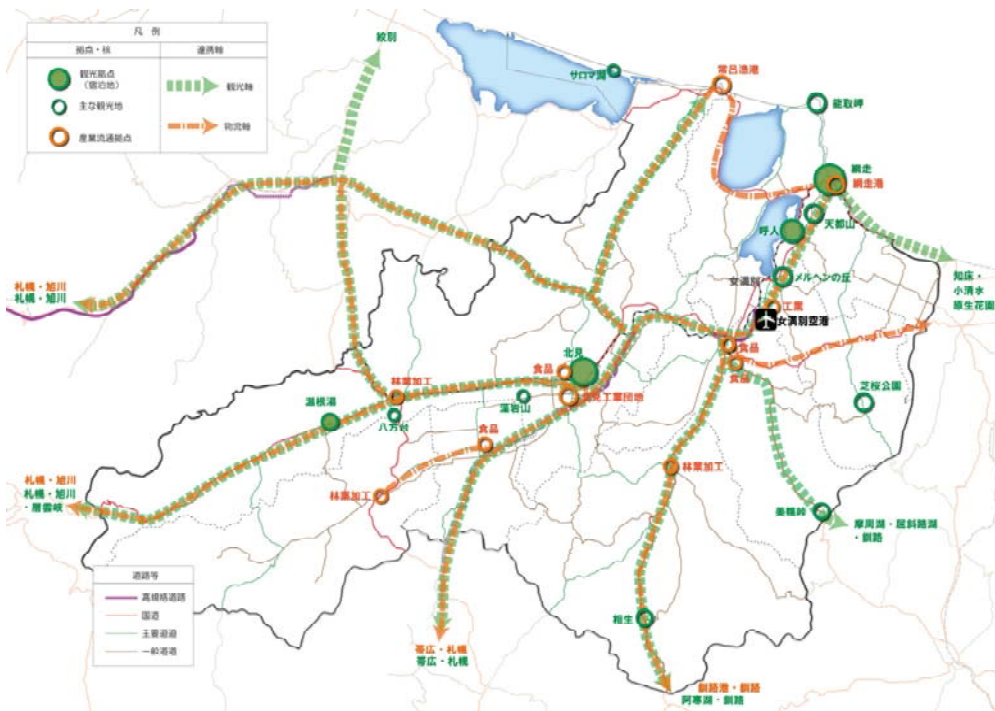 凡 例
拠点・核
連携軸
観光拠点
(宿泊地)
主な観光地
産業流通拠点
観光軸
物流軸
紋別
サロマ湖
常呂漁港
能取岬
網走
網走港
天都山
呼人
メルヘンの丘
女満別
工業
女満別空港
知床・
小清水
原生花園
札幌・旭川
札幌・旭川
北見
食品
食品
食品
林業加工
温根湯
八方台
北見工業団地
食品
芝桜公園
林業加工
林業加工
札幌・旭川
札幌・旭川
・層雲峡
美幌峠
摩周湖・屈斜路湖
・釧路
相生
帯広・札幌
帯広・札幌
釧路港・釧路
阿寒湖・釧路
道路等
高規格道路
国道
主要道道
一般道道